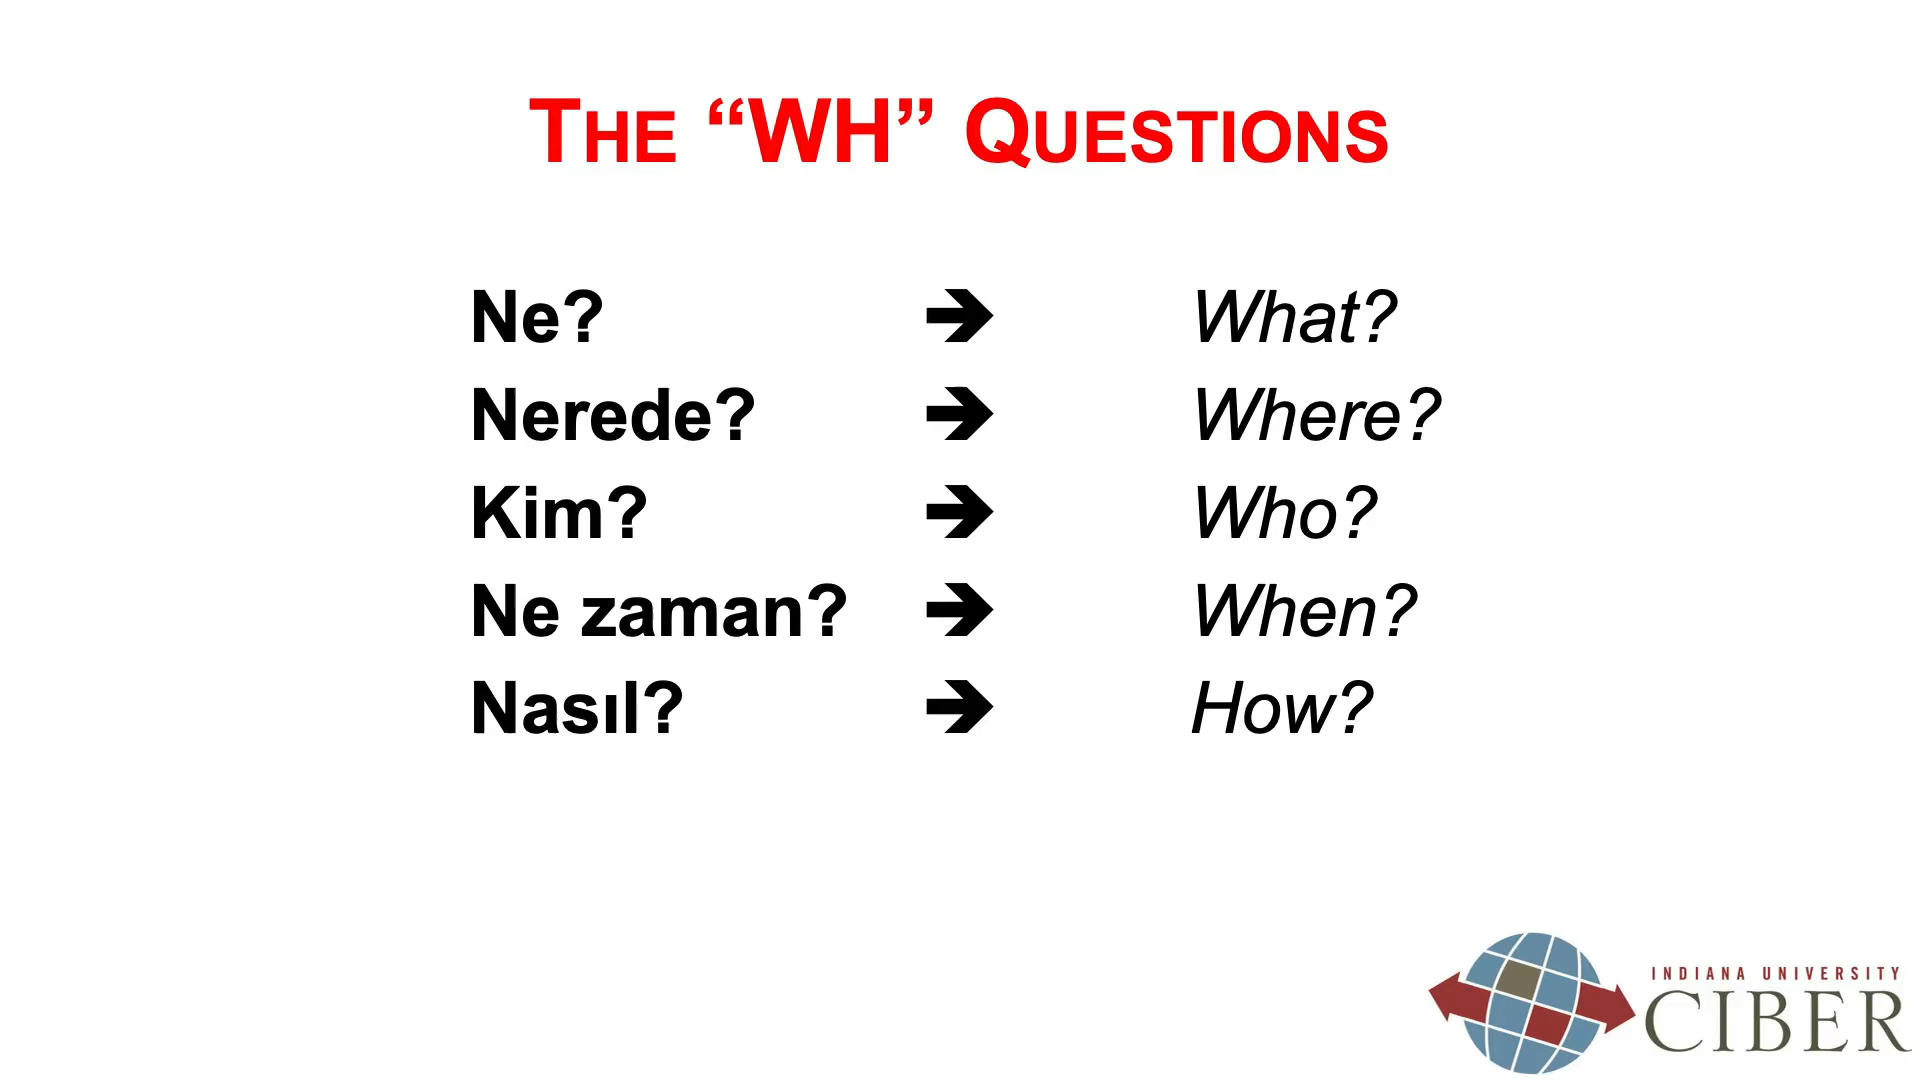 THE “WH” QUESTIONS
Ne? ➔ What?
Nerede? ➔ Where?
Kim? ➔ Who?
Ne zaman? ➔ When?
Nasıl? ➔ How?
INDIANA UNIVERSITY
CIBER